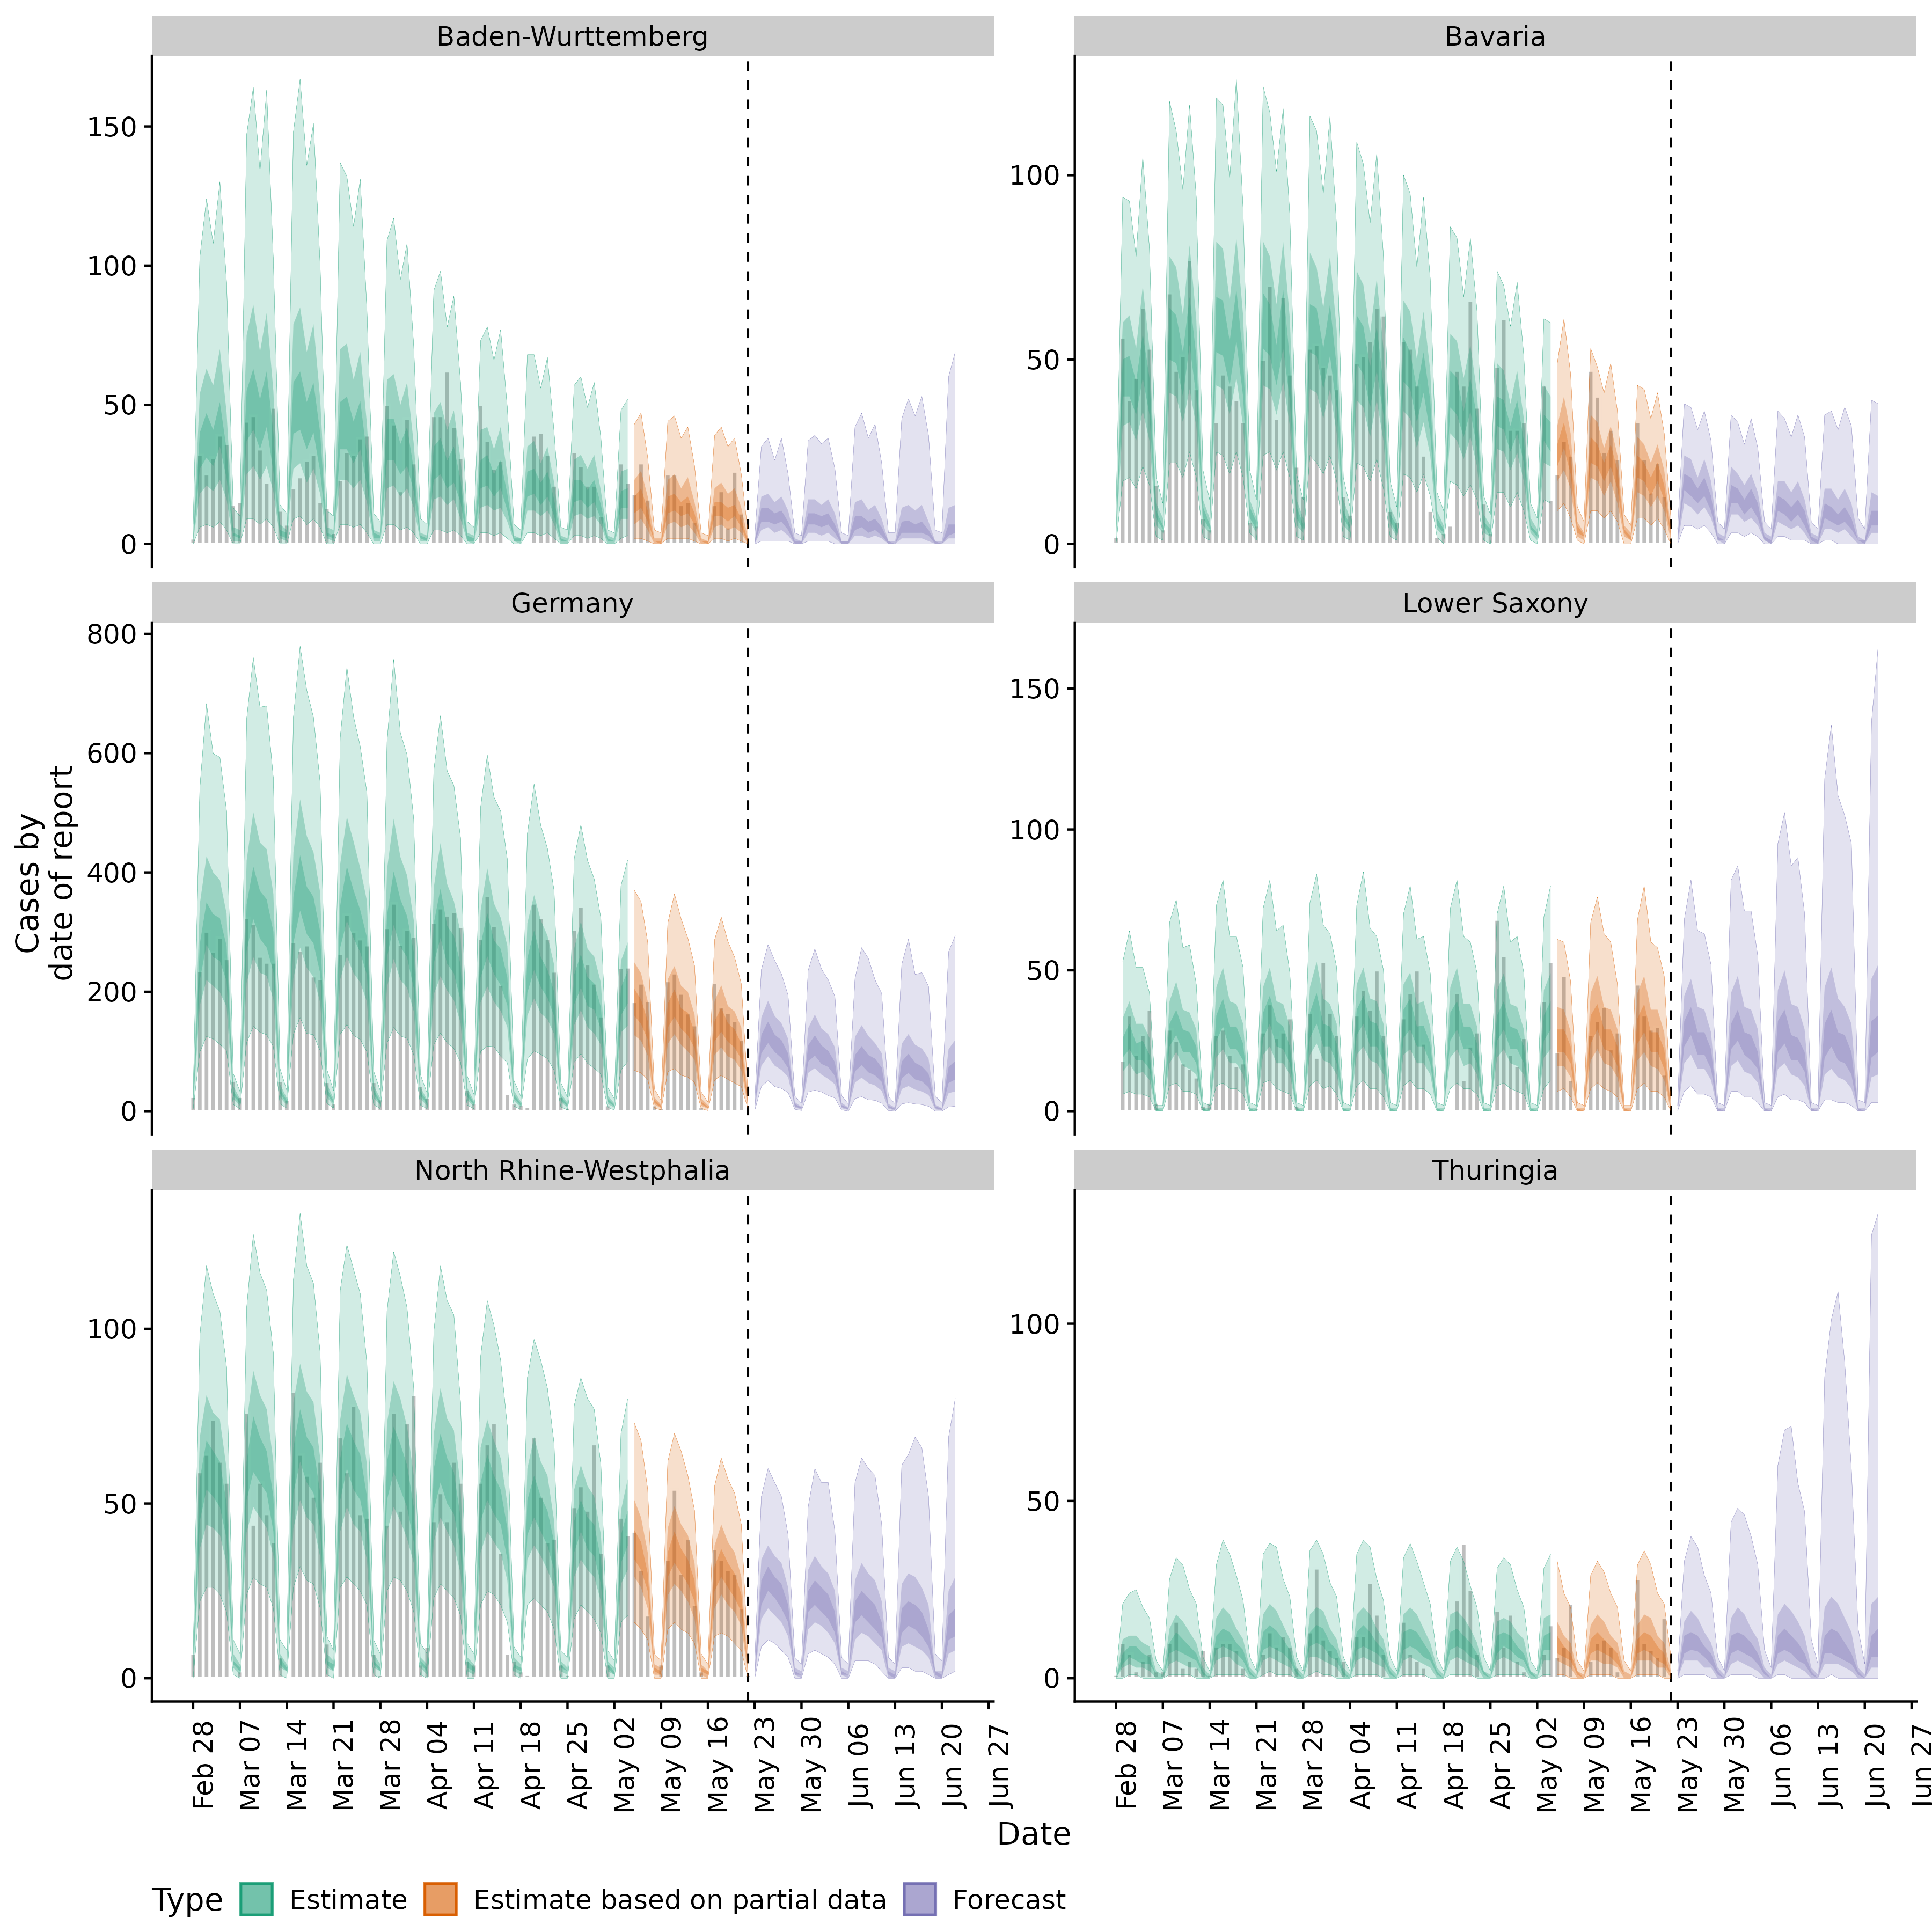 Baden-Wurttemberg
Bavaria
150
100
50
0
100
50
0
Germany
Lower Saxony
800
600
400
200
0
150
100
50
0
Cases by
date of report
North Rhine-Westphalia
Thuringia
100
50
0
100
50
0
Feb 28
Mar 07
Mar 14
Mar 21
Mar 28
Apr 04
Apr 11
Apr 18
Apr 25
May 02
May 09
May 16
May 23
May 30
Jun 06
Jun 13
Jun 20
Jun 27
Feb 28
Mar 07
Mar 14
Mar 21
Mar 28
Apr 04
Apr 11
Apr 18
Apr 25
May 02
May 09
May 16
May 23
May 30
Jun 06
Jun 13
Jun 20
Jun 27
Date
Type Estimate Estimate based on partial data Forecast